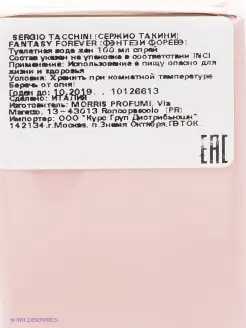 SERGIO TACCHINI (СЕРЖИО ТАКИНИ)
FANTASY FOREVER (ФЭНТЕЗИ ФОРЕВЭ)
Туалетная вода жен 100 мл спрей
Состав указан на упаковке в соответствии INCI
Применение: Использование в пищу опасно для
жизни и здоровья
Условия: Хранить при комнатной температуре
Беречь от огня!
Годен до: 10.2019 . 10126613
Сделано: ИТАЛИЯ
Изготовитель: MORRIS PROFUMI, Via
Maretto, 13-43013 Roncopascolo (PR)
Импортер: ООО "Курс Груп Дистрибьюшн"
142134.г.Москва, п.Знамя Октября,ГЭТОК.
EAC
© WILDBERRIES